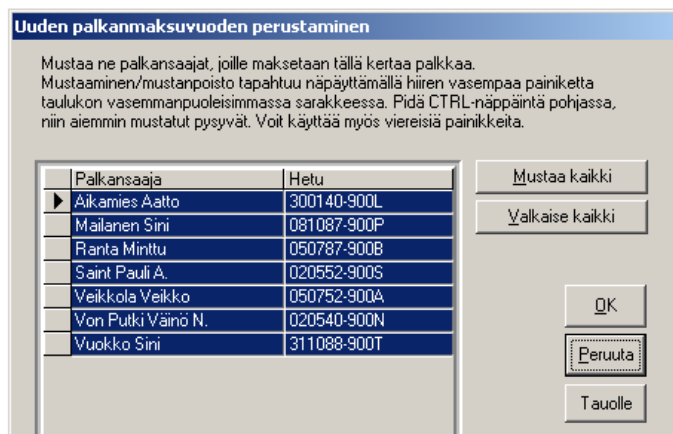 Uuden palkanmaksuvuoden perustaminen
Mustaa ne palkansaajat, joille maksetaan tällä kertaa palkkaa.
Mustaaminen/mustanpoisto tapahtuu näpäyttämällä hiiren vasempaa painiketta
taulukon vasemmanpuoleisimmassa sarakkeessa. Pidä CTRL-näppäintä pohjassa,
niin aiemmin mustatut pysyvät. Voit käyttää myös viereisiä painikkeita.
Palkansaaja Hetu
Aikamies Aatto 300140-900L
Mailanen Sini 081087-900P
Ranta Minttu 050787-900B
Saint Pauli A. 020552-900S
Veikkola Veikko 050752-900A
Von Putki Väinö N. 020540-900N
Vuokko Sini 311088-900T
Mustaa kaikki
Valkaise kaikki
OK
Peruuta
Tauolle